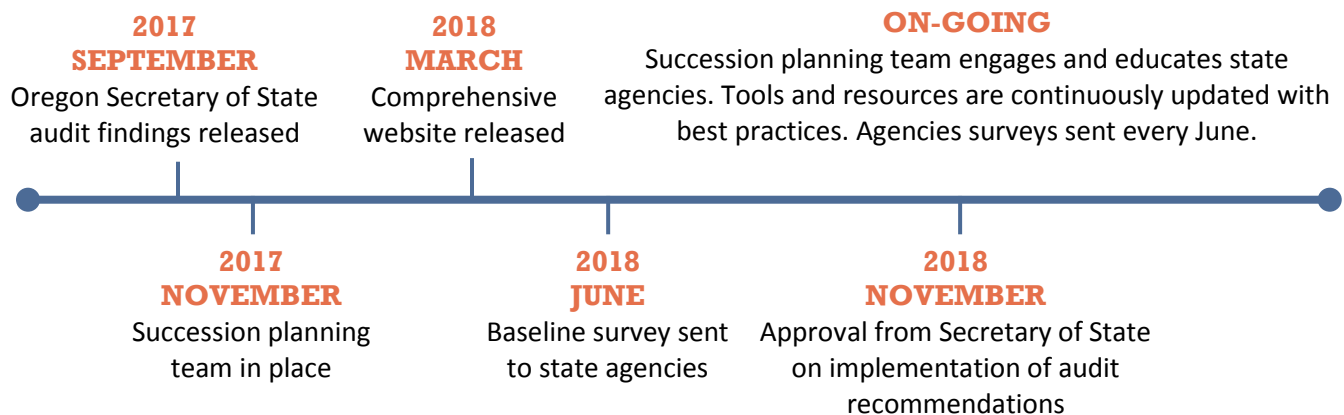 2017
SEPTEMBER
Oregon Secretary of State
audit findings released
2018
MARCH
Comprehensive
website released
ON-GOING
Succession planning team engages and educates state
agencies. Tools and resources are continuously updated with
best practices. Agencies surveys sent every June.
2017
NOVEMBER
Succession planning
team in place
2018
JUNE
Baseline survey sent
to state agencies
2018
NOVEMBER
Approval from Secretary of State
on implementation of audit
recommendations